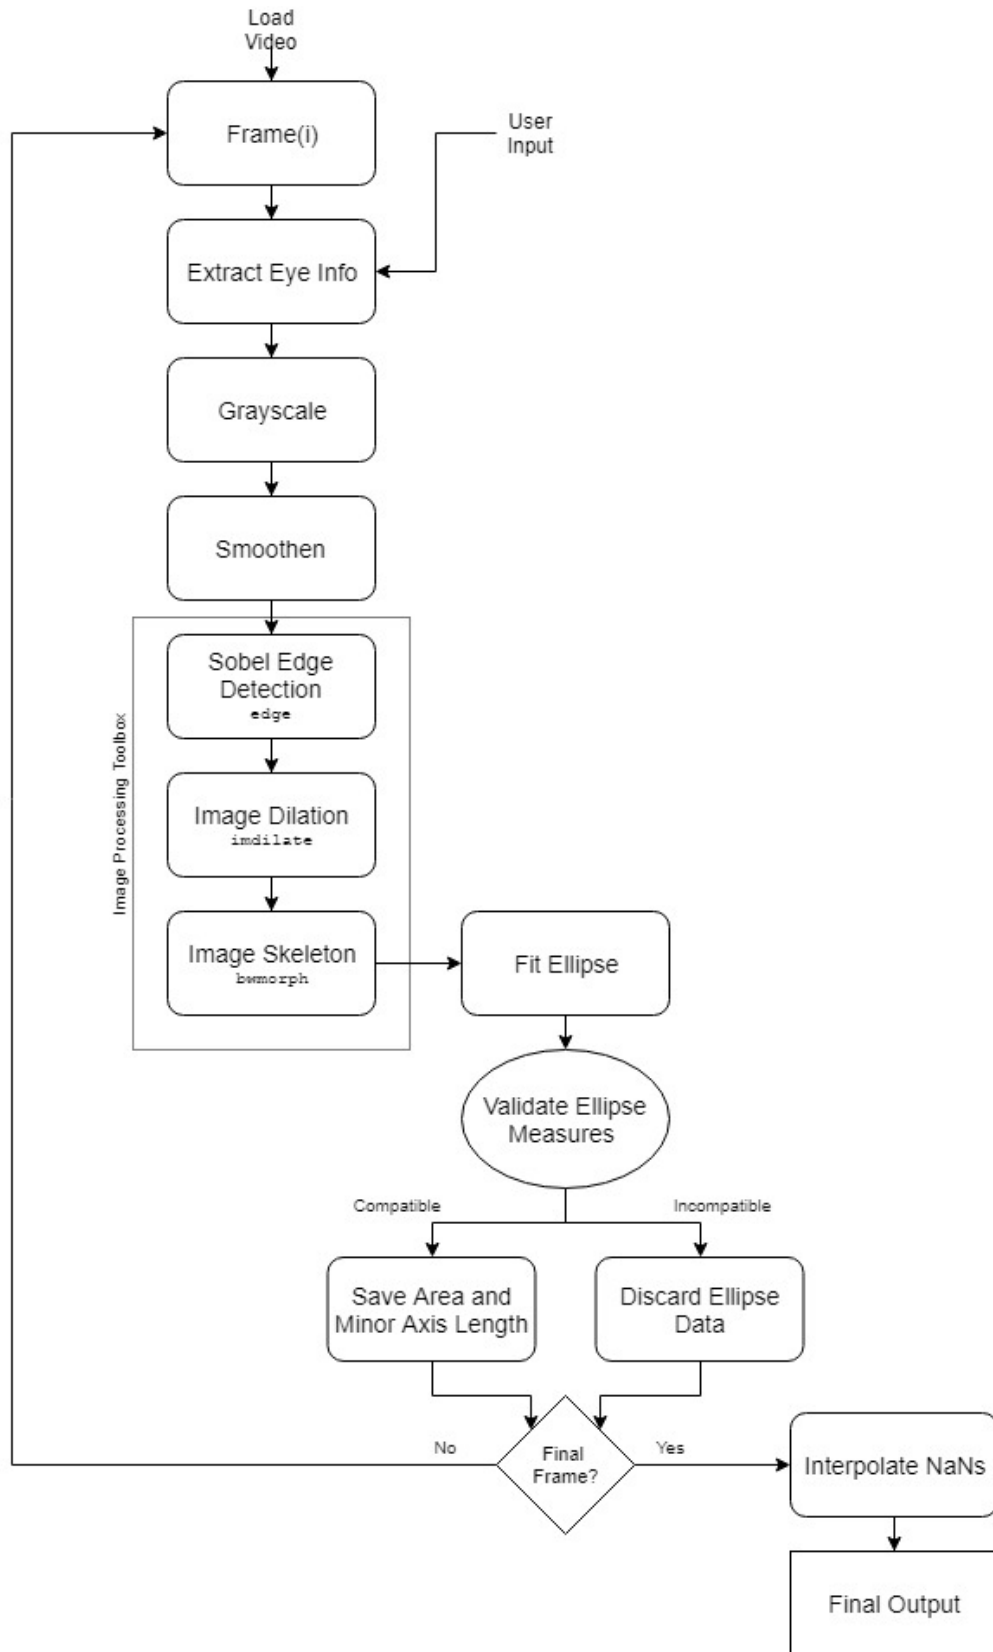 Load
Video
Frame(i)
User
Input
Extract Eye Info
Grayscale
Smoothen
Image Processing Toolbox
Sobel Edge
Detection
edge
Image Dilation
imdilate
Image Skeleton
bwmorph
Fit Ellipse
Validate Ellipse
Measures
Compatible
Incompatible
Save Area and
Minor Axis Length
Discard Ellipse
Data
No
Final
Frame?
Yes
Interpolate NaNs
Final Output